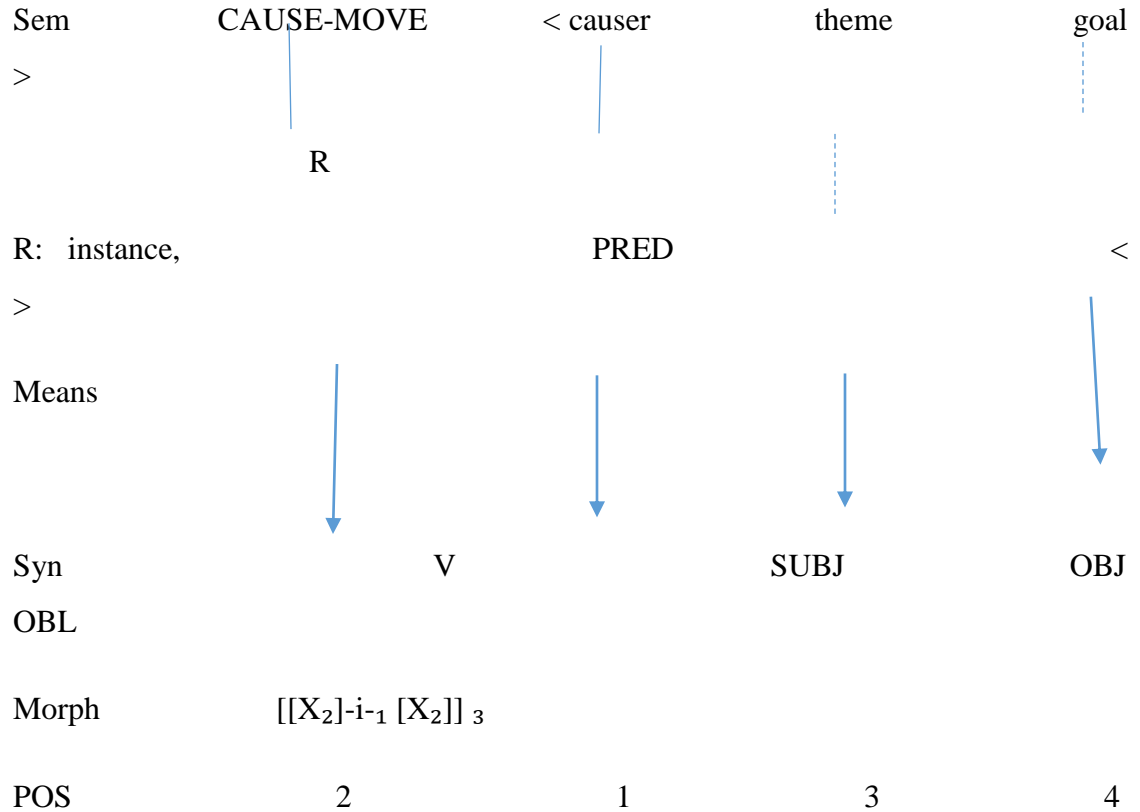 Sem CAUSE-MOVE < causer theme goal
>
R
R: instance, PRED <
>
Means
Syn V SUBJ OBJ
OBL
Morph [[X₂]-i-₁ [X₂]] ₃
POS 2 1 3 4